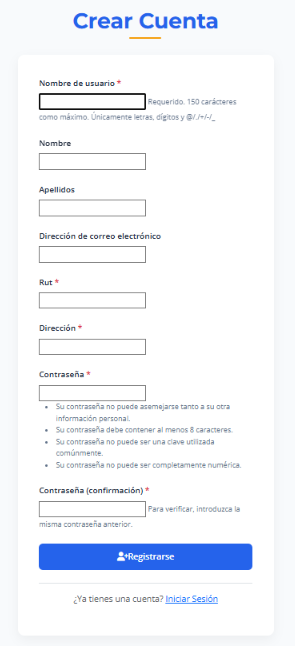 Crear Cuenta
Nombre de usuario *
Requerido. 150 carácteres
como máximo. Únicamente letras, dígitos y @/./+/-/_
Nombre
Apellidos
Dirección de correo electrónico
Rut *
Dirección *
Contraseña *
Su contraseña no puede asemejarse tanto a su otra
información personal.
Su contraseña debe contener al menos 8 caracteres.
Su contraseña no puede ser una clave utilizada
comúnmente.
Su contraseña no puede ser completamente numérica.
Contraseña (confirmación) *
Para verificar, introduzca la
misma contraseña anterior.
Registrarse
¿Ya tienes una cuenta? Iniciar Sesión